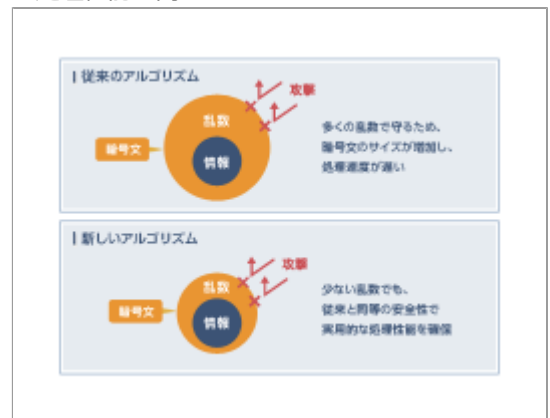 従来のアルゴリズム
攻撃
乱数
暗号文
情報
多くの乱数で守るため、
暗号文のサイズが増加し、
処理速度が遅い
新しいアルゴリズム
攻撃
乱数
暗号文
情報
少ない乱数でも、
従来と同等の安全性で
実用的な処理性能を確保